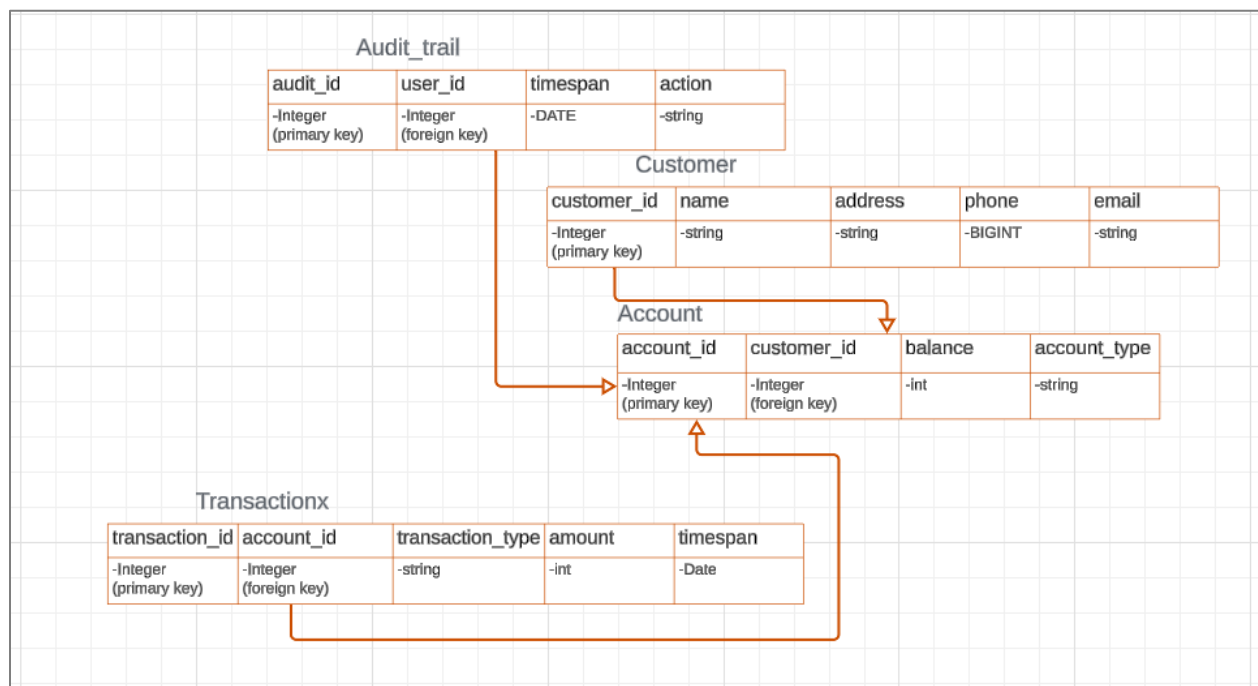 Audit_trail
audit_id user_id timespan action
-Integer -Integer -DATE -string
(primary key) (foreign key)
Customer
customer_id name address phone email
-Integer -string -string -BIGINT -string
(primary key)
Account
account_id customer_id balance account_type
-Integer -Integer -int -string
(primary key) (foreign key)
Transactionx
transaction_id account_id transaction_type amount timespan
-Integer -Integer -string -int -Date
(primary key) (foreign key)